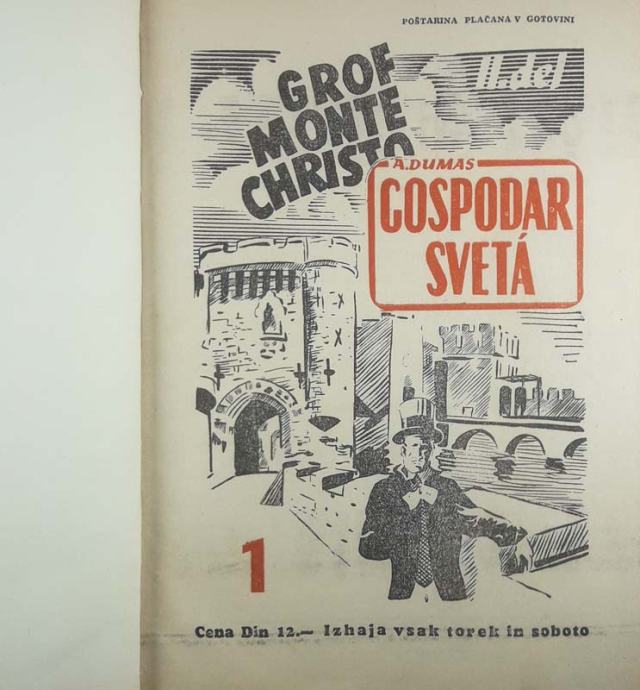 POŠTARINA PLAČANA V GOTOVINI
II. del
GROF
MONTE
CHRISTO
A. DUMAS
GOSPODAR
SVETÁ
1
Cena Din 12.— Izhaja vsak torek in soboto